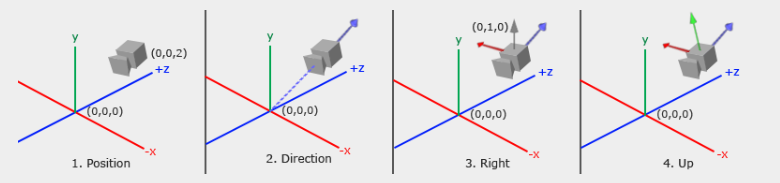 y
(0,0,2)
+z
(0,0,0)
-x
1. Position
y
+z
(0,0,0)
-x
2. Direction
(0,1,0)
y
+z
(0,0,0)
-x
3. Right
y
+z
(0,0,0)
-x
4. Up